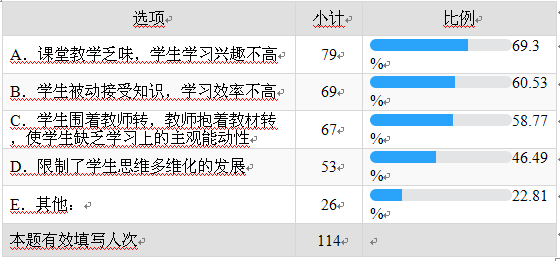 选项 小计 比例
A．课堂教学乏味，学生学习兴趣不高 79 69.3
%
B．学生被动接受知识，学习效率不高 69 60.53
%
C．学生围着教师转，教师抱着教材转 67 58.77
，使学生缺乏学习上的主观能动性 %
D．限制了学生思维多维化的发展 53 46.49
%
E．其他： 26 22.81
%
本题有效填写人次 114